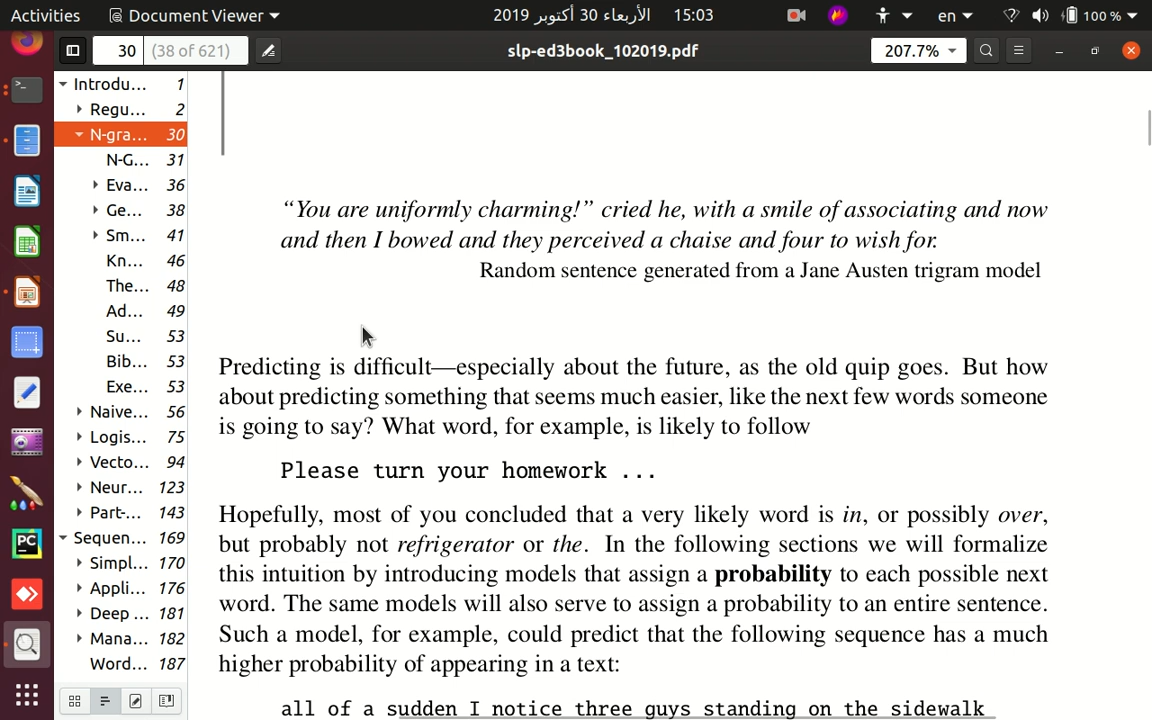 Activities Document Viewer 2019 الأربعاء 30 أكتوبر 15:03 en 100 %
30 (38 of 621) slp-ed3book_102019.pdf 207.7%
Introdu... 1
Regu... 2
N-gra... 30
N-G... 31
Eva... 36
Ge... 38
Sm... 41
Kn... 46
The... 48
Ad... 49
Su... 53
Bib... 53
Exe... 53
Naive... 56
Logis... 75
Vecto... 94
Neur... 123
Part-... 143
Sequen... 169
Simpl... 170
Appli... 176
Deep ... 181
Mana... 182
Word... 187
PC
“You are uniformly charming!” cried he, with a smile of associating and now
and then I bowed and they perceived a chaise and four to wish for.
Random sentence generated from a Jane Austen trigram model
Predicting is difficult—especially about the future, as the old quip goes. But how
about predicting something that seems much easier, like the next few words someone
is going to say? What word, for example, is likely to follow
Please turn your homework ...
Hopefully, most of you concluded that a very likely word is in, or possibly over,
but probably not refrigerator or the. In the following sections we will formalize
this intuition by introducing models that assign a probability to each possible next
word. The same models will also serve to assign a probability to an entire sentence.
Such a model, for example, could predict that the following sequence has a much
higher probability of appearing in a text:
all of a sudden I notice three guys standing on the sidewalk